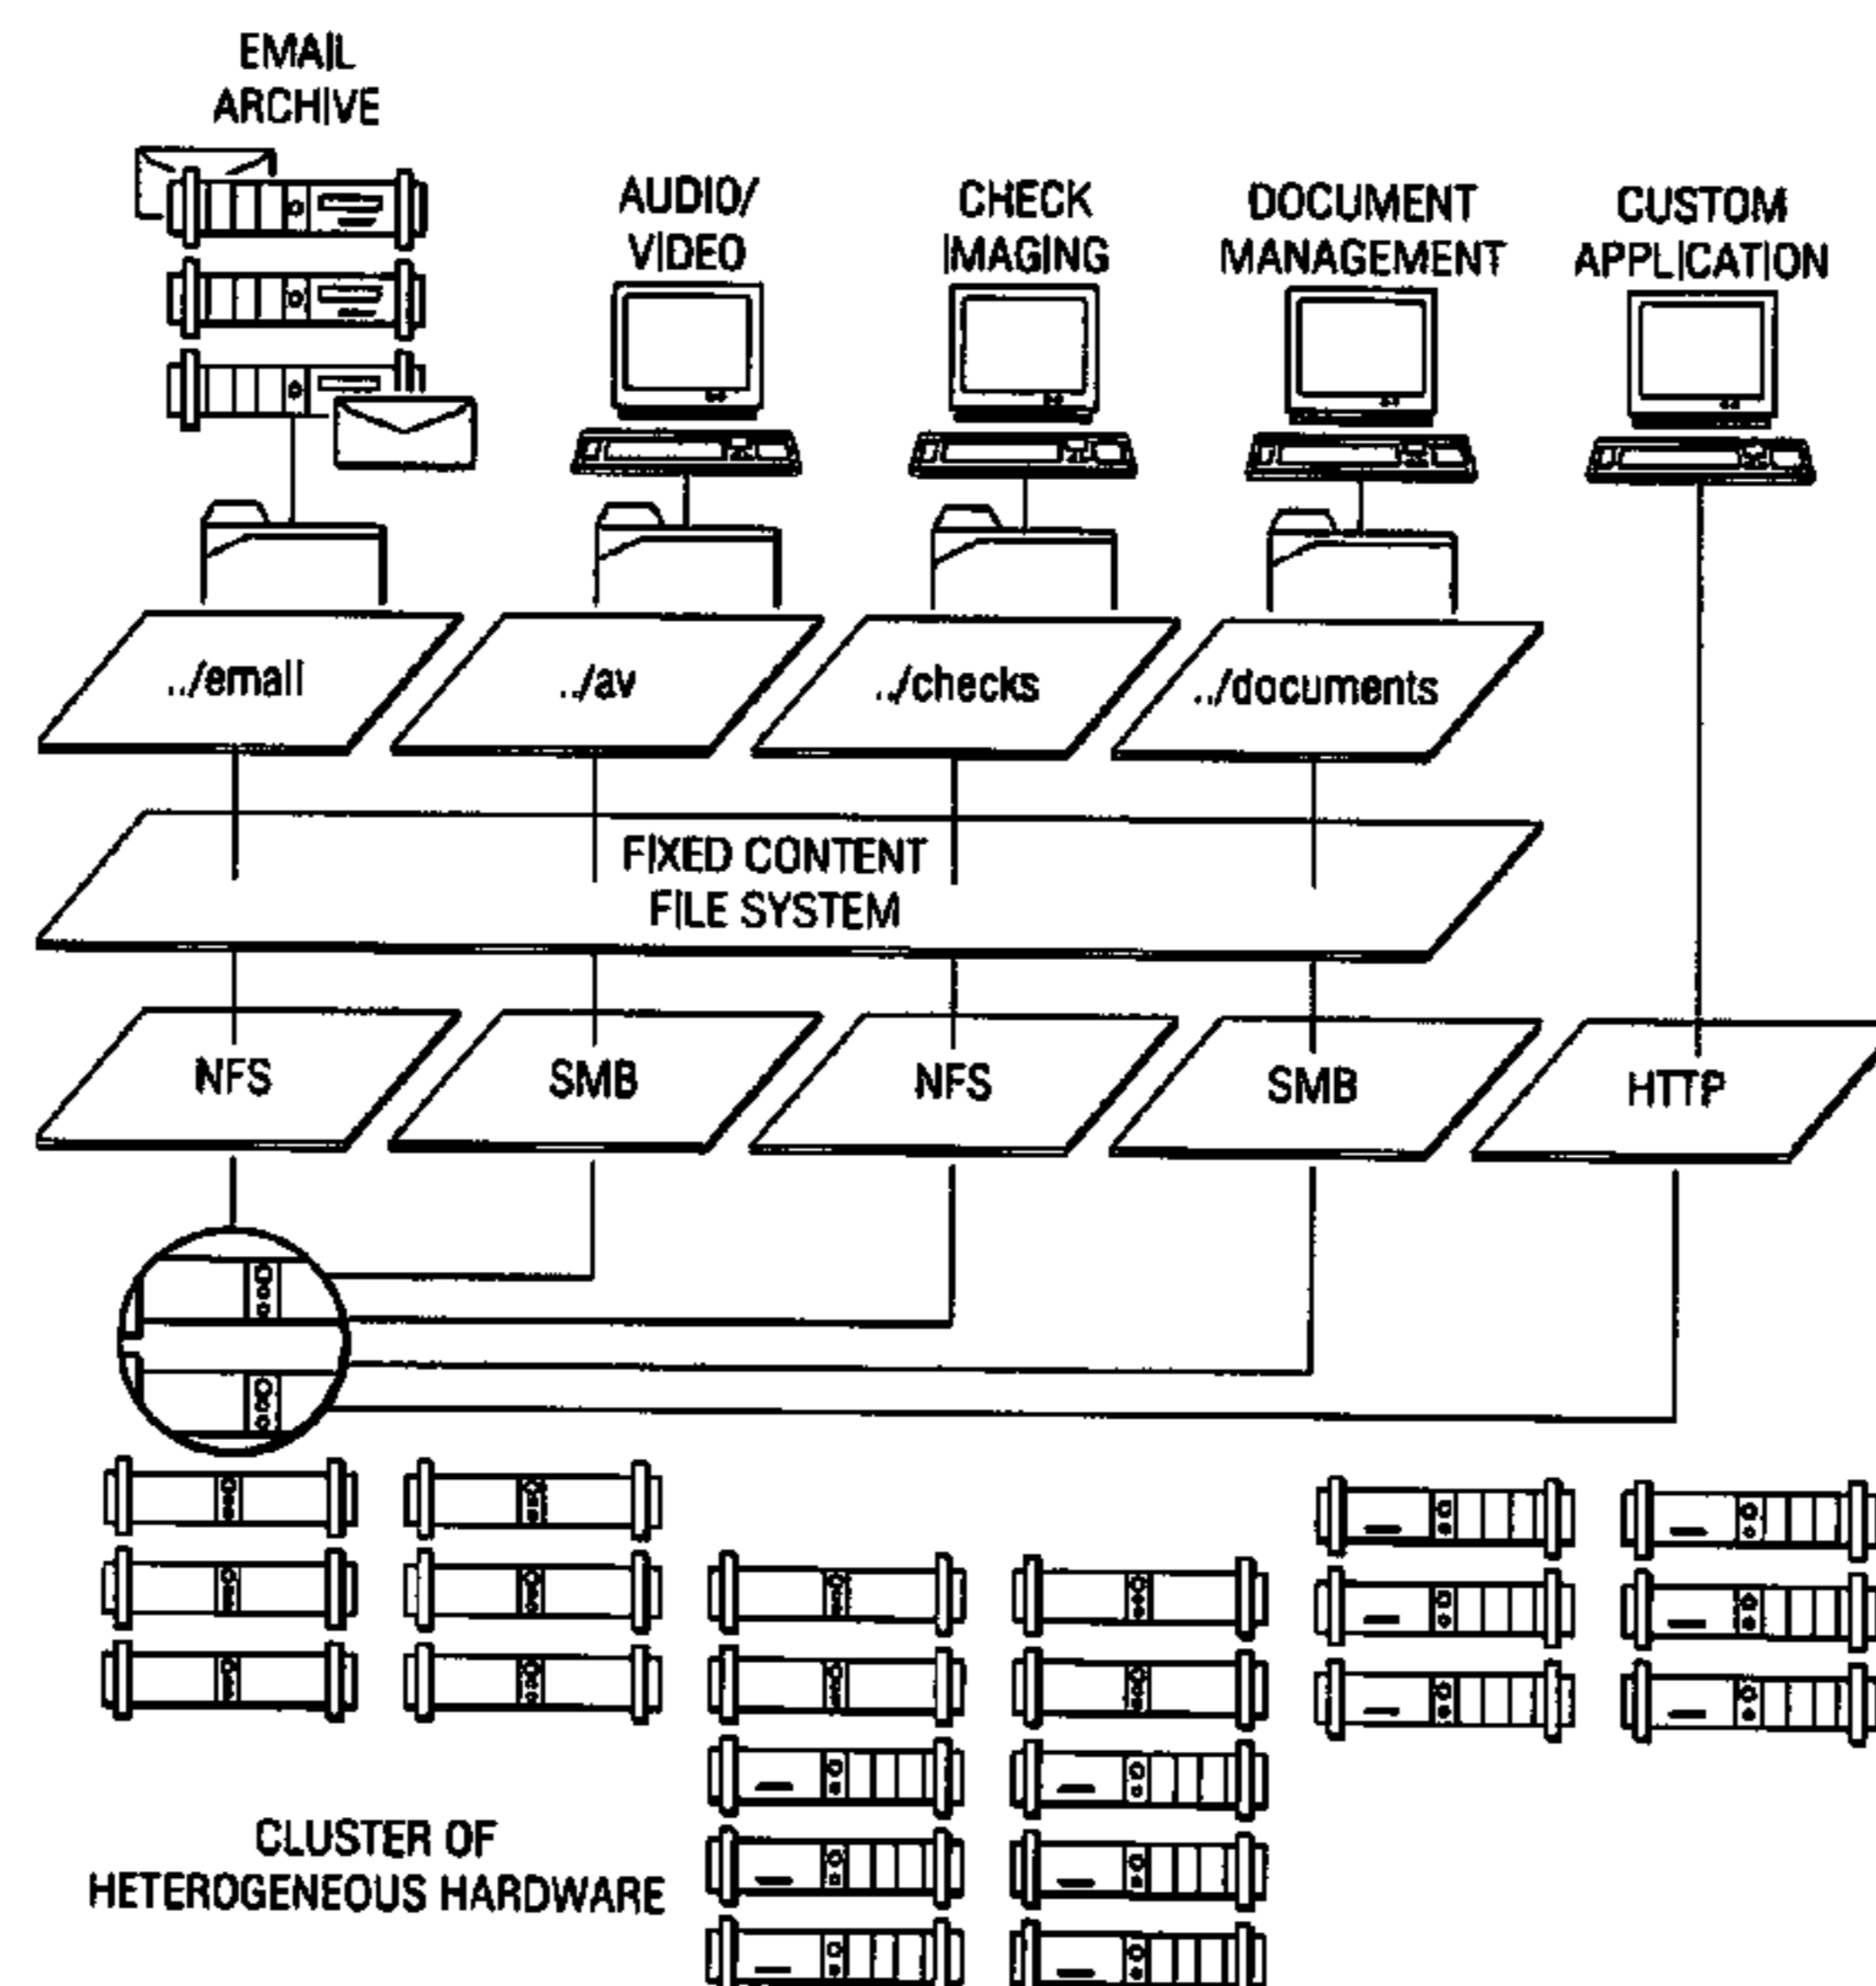 EMAIL
ARCHIVE
AUDIO/
VIDEO
CHECK
IMAGING
DOCUMENT
MANAGEMENT
CUSTOM
APPLICATION
../email
../av
../checks
../documents
FIXED CONTENT
FILE SYSTEM
NFS
SMB
NFS
SMB
HTTP
CLUSTER OF
HETEROGENEOUS HARDWARE